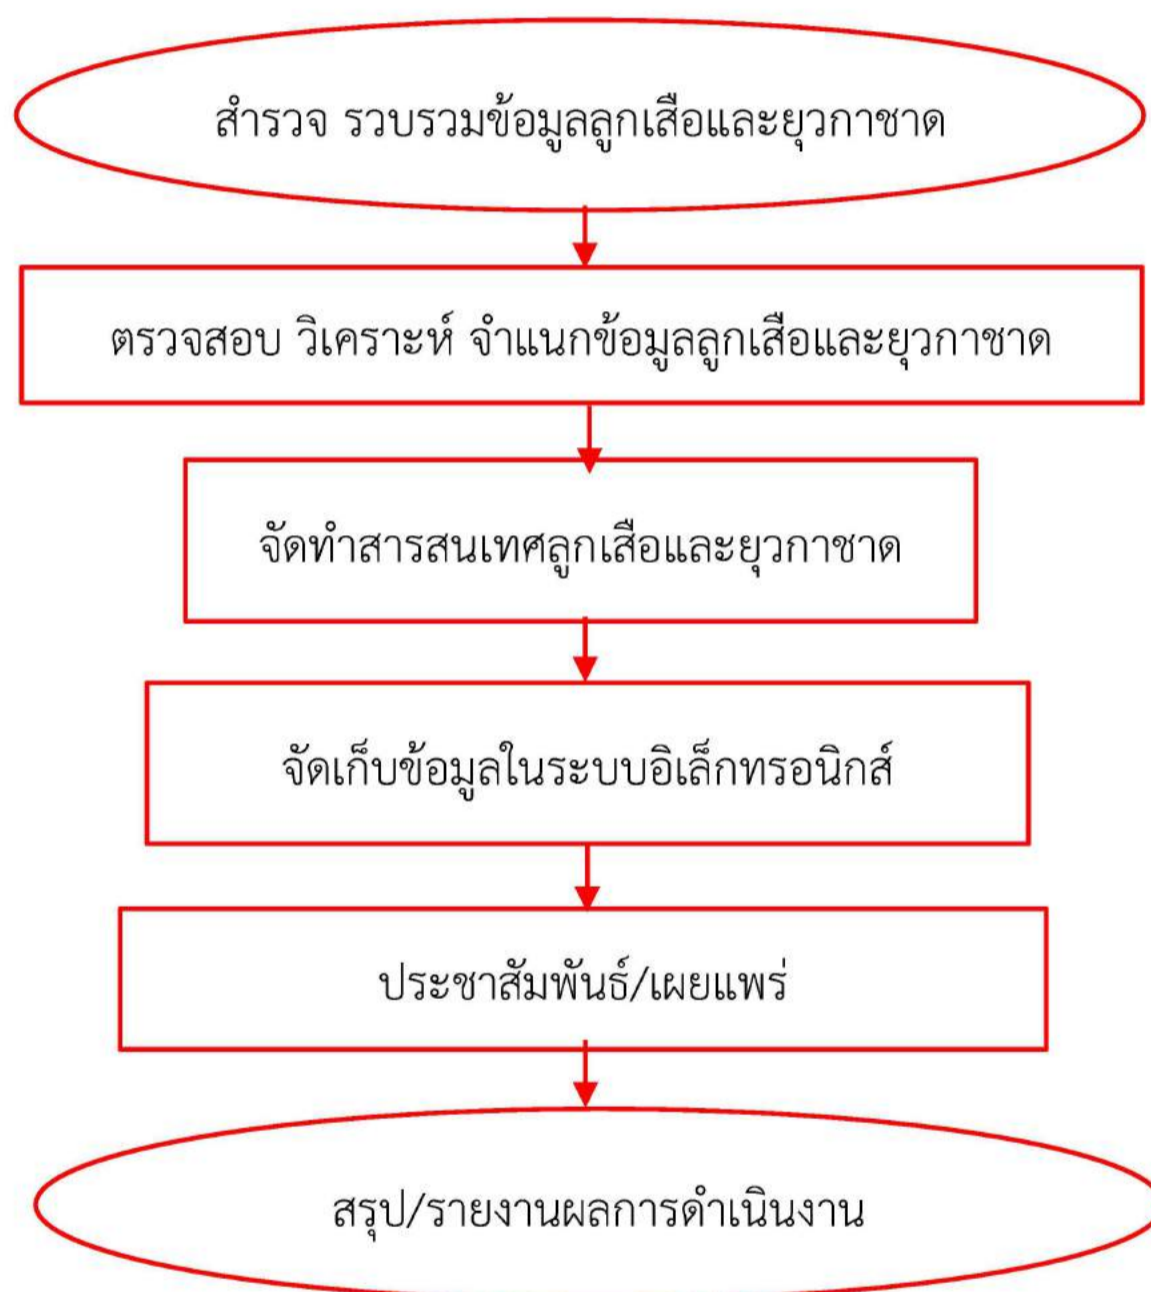 สำรวจ รวบรวมข้อมูลลูกเสือและยุวกาชาด
ตรวจสอบ วิเคราะห์ จำแนกข้อมูลลูกเสือและยุวกาชาด
จัดทำสารสนเทศลูกเสือและยุวกาชาด
จัดเก็บข้อมูลในระบบอิเล็กทรอนิกส์
ประชาสัมพันธ์/เผยแพร่
สรุป/รายงานผลการดำเนินงาน